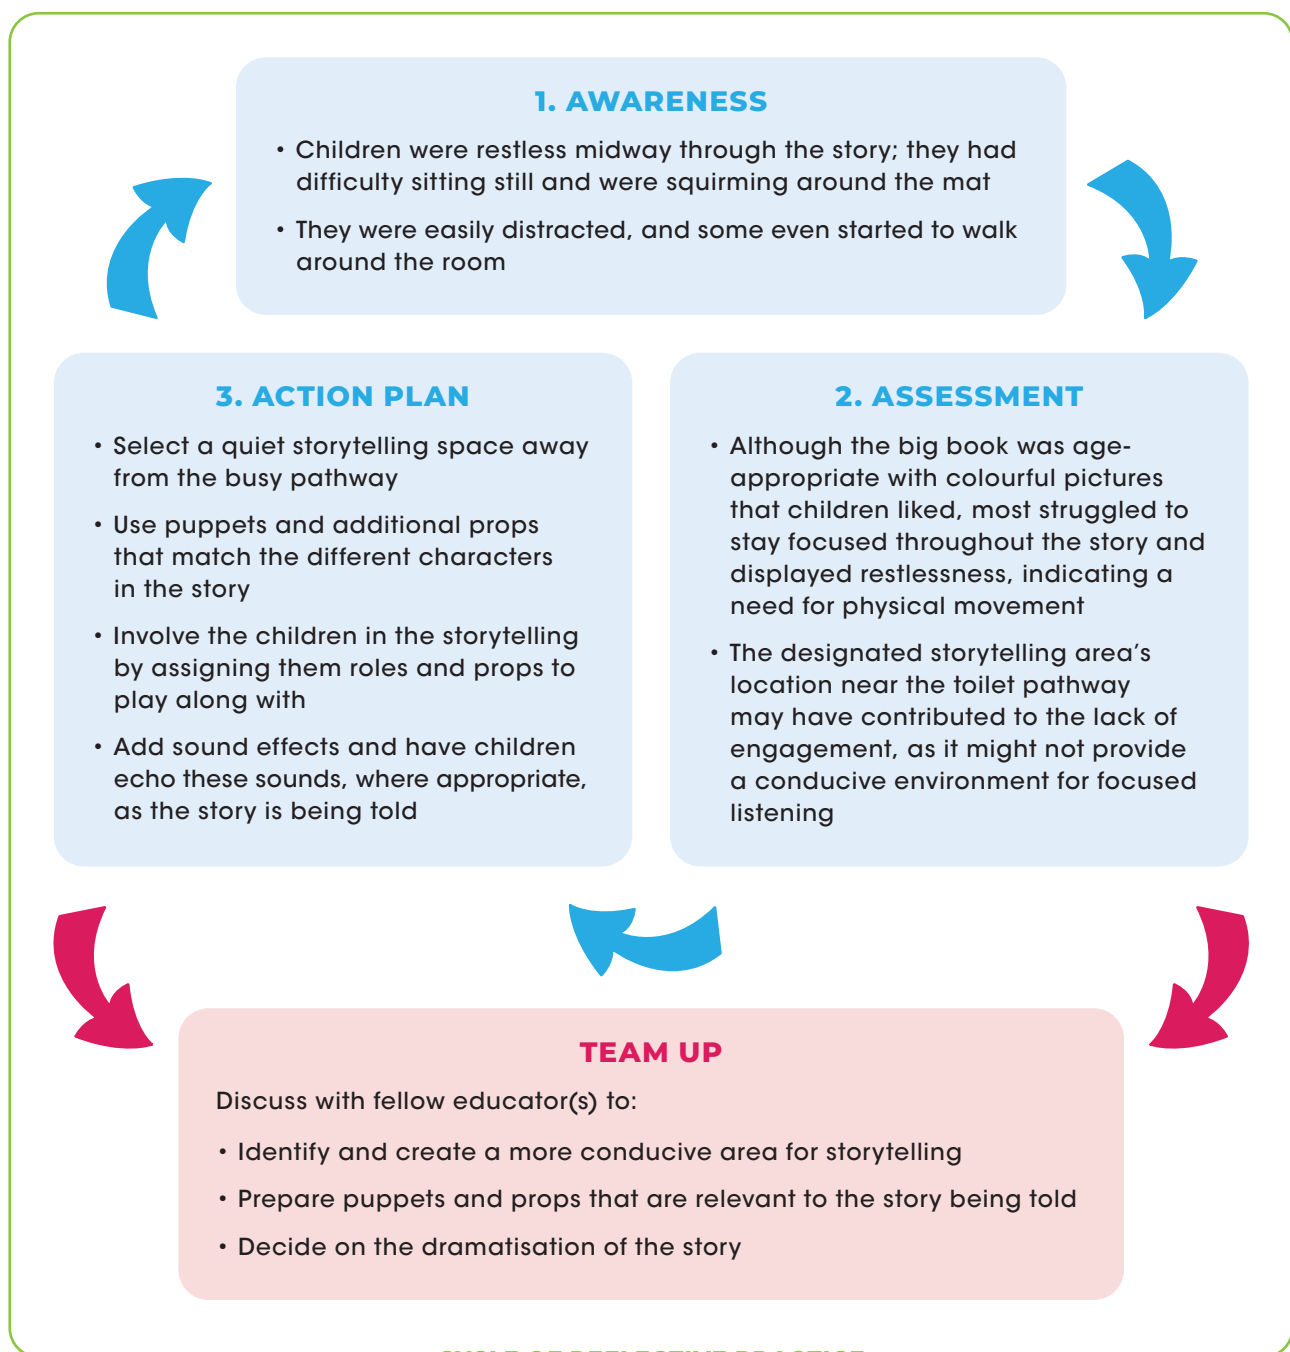 1. AWARENESS
• Children were restless midway through the story; they had
difficulty sitting still and were squirming around the mat
• They were easily distracted, and some even started to walk
around the room
3. ACTION PLAN
• Select a quiet storytelling space away
from the busy pathway
• Use puppets and additional props
that match the different characters
in the story
• Involve the children in the storytelling
by assigning them roles and props to
play along with
• Add sound effects and have children
echo these sounds, where appropriate,
as the story is being told
2. ASSESSMENT
• Although the big book was age-
appropriate with colourful pictures
that children liked, most struggled to
stay focused throughout the story and
displayed restlessness, indicating a
need for physical movement
• The designated storytelling area's
location near the toilet pathway
may have contributed to the lack of
engagement, as it might not provide
a conducive environment for focused
listening
TEAM UP
Discuss with fellow educator(s) to:
• Identify and create a more conducive area for storytelling
• Prepare puppets and props that are relevant to the story being told
• Decide on the dramatisation of the story